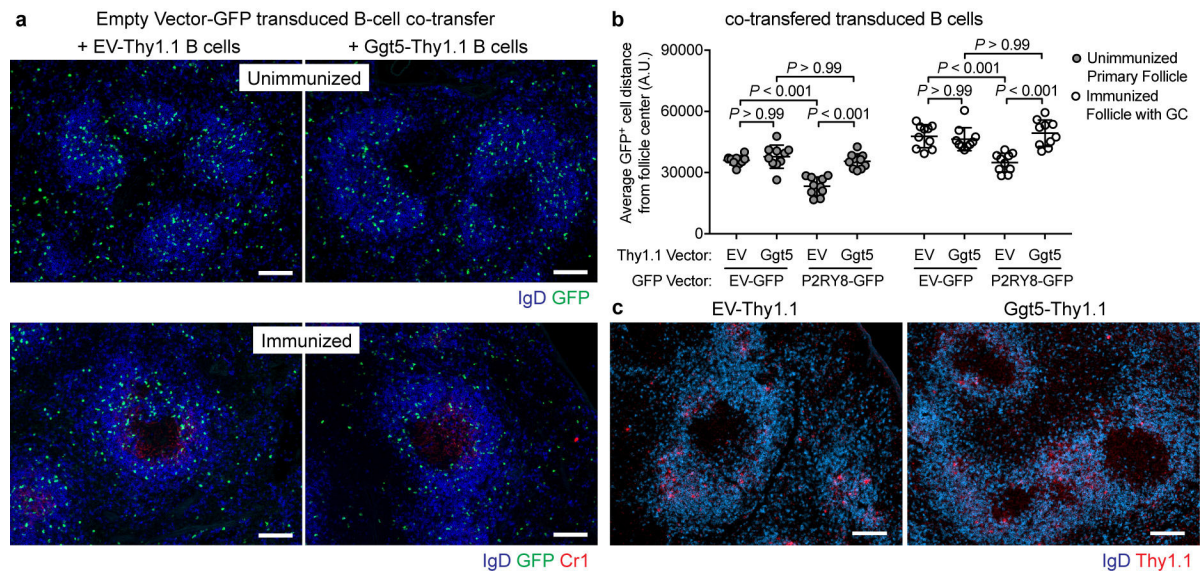 a
Empty Vector-GFP transduced B-cell co-transfer
+ EV-Thy1.1 B cells
+ Ggt5-Thy1.1 B cells
Unimmunized
IgD GFP
Immunized
IgD GFP Cr1
b
co-transfered transduced B cells
Average GFP+ cell distance
from follicle center (A.U.)
90000
60000
30000
0
P > 0.99
P < 0.001
P > 0.99
P < 0.001
P > 0.99
P < 0.001
P > 0.99
P < 0.001
Unimmunized
Primary Follicle
Immunized
Follicle with GC
Thy1.1 Vector: EV Ggt5 EV Ggt5 EV Ggt5 EV Ggt5
GFP Vector: EV-GFP P2RY8-GFP EV-GFP P2RY8-GFP
c
EV-Thy1.1
Ggt5-Thy1.1
IgD Thy1.1